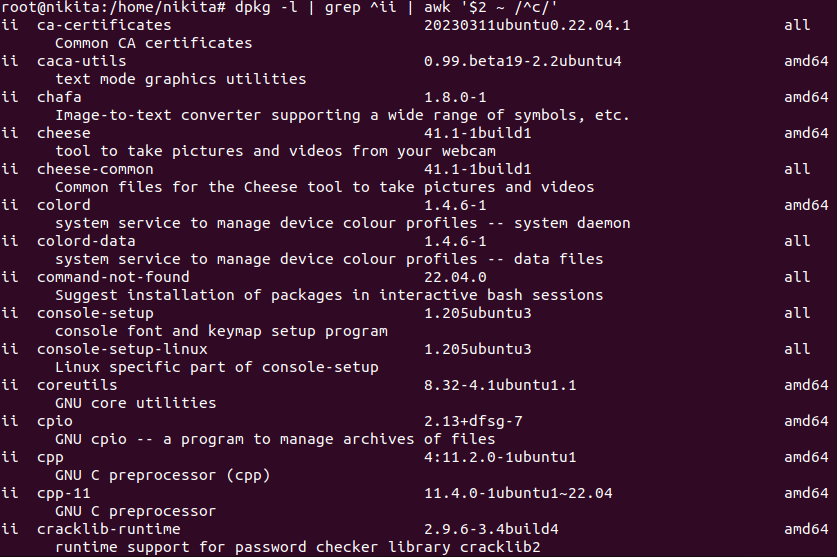 root@nikita:/home/nikita# dpkg -l | grep ^ii | awk '$2 ~ /^c/'
ii  ca-certificates                            20230311ubuntu0.22.04.1                 all
      Common CA certificates
ii  caca-utils                                 0.99.beta19-2.2ubuntu4                  amd64
      text mode graphics utilities
ii  chafa                                      1.8.0-1                                 amd64
      Image-to-text converter supporting a wide range of symbols, etc.
ii  cheese                                     41.1-1build1                            amd64
      tool to take pictures and videos from your webcam
ii  cheese-common                              41.1-1build1                            all
      Common files for the Cheese tool to take pictures and videos
ii  colord                                     1.4.6-1                                 amd64
      system service to manage device colour profiles -- system daemon
ii  colord-data                                1.4.6-1                                 all
      system service to manage device colour profiles -- data files
ii  command-not-found                          22.04.0                                 all
      Suggest installation of packages in interactive bash sessions
ii  console-setup                              1.205ubuntu3                            all
      console font and keymap setup program
ii  console-setup-linux                        1.205ubuntu3                            all
      Linux specific part of console-setup
ii  coreutils                                  8.32-4.1ubuntu1.1                       amd64
      GNU core utilities
ii  cpio                                       2.13+dfsg-7                             amd64
      GNU cpio -- a program to manage archives of files
ii  cpp                                        4:11.2.0-1ubuntu1                       amd64
      GNU C preprocessor (cpp)
ii  cpp-11                                     11.4.0-1ubuntu1~22.04                   amd64
      GNU C preprocessor
ii  cracklib-runtime                           2.9.6-3.4build4                         amd64
      runtime support for password checker library cracklib2